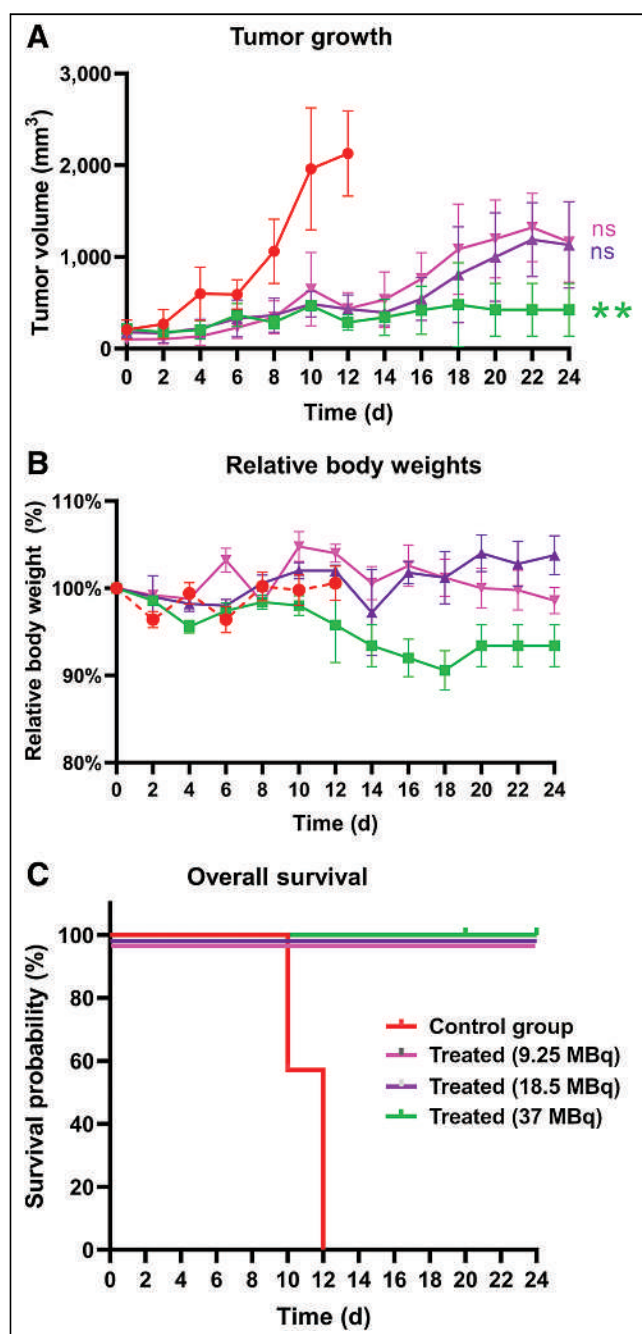 A
Tumor growth
Tumor volume (mm³)
3,000
2,000
1,000
0
ns
ns
**
0 2 4 6 8 10 12 14 16 18 20 22 24
Time (d)
B
Relative body weights
Relative body weight (%)
110%
100%
90%
80%
0 2 4 6 8 10 12 14 16 18 20 22 24
Time (d)
C
Overall survival
Survival probability (%)
100
80
60
40
20
0
Control group
Treated (9.25 MBq)
Treated (18.5 MBq)
Treated (37 MBq)
0 2 4 6 8 10 12 14 16 18 20 22 24
Time (d)